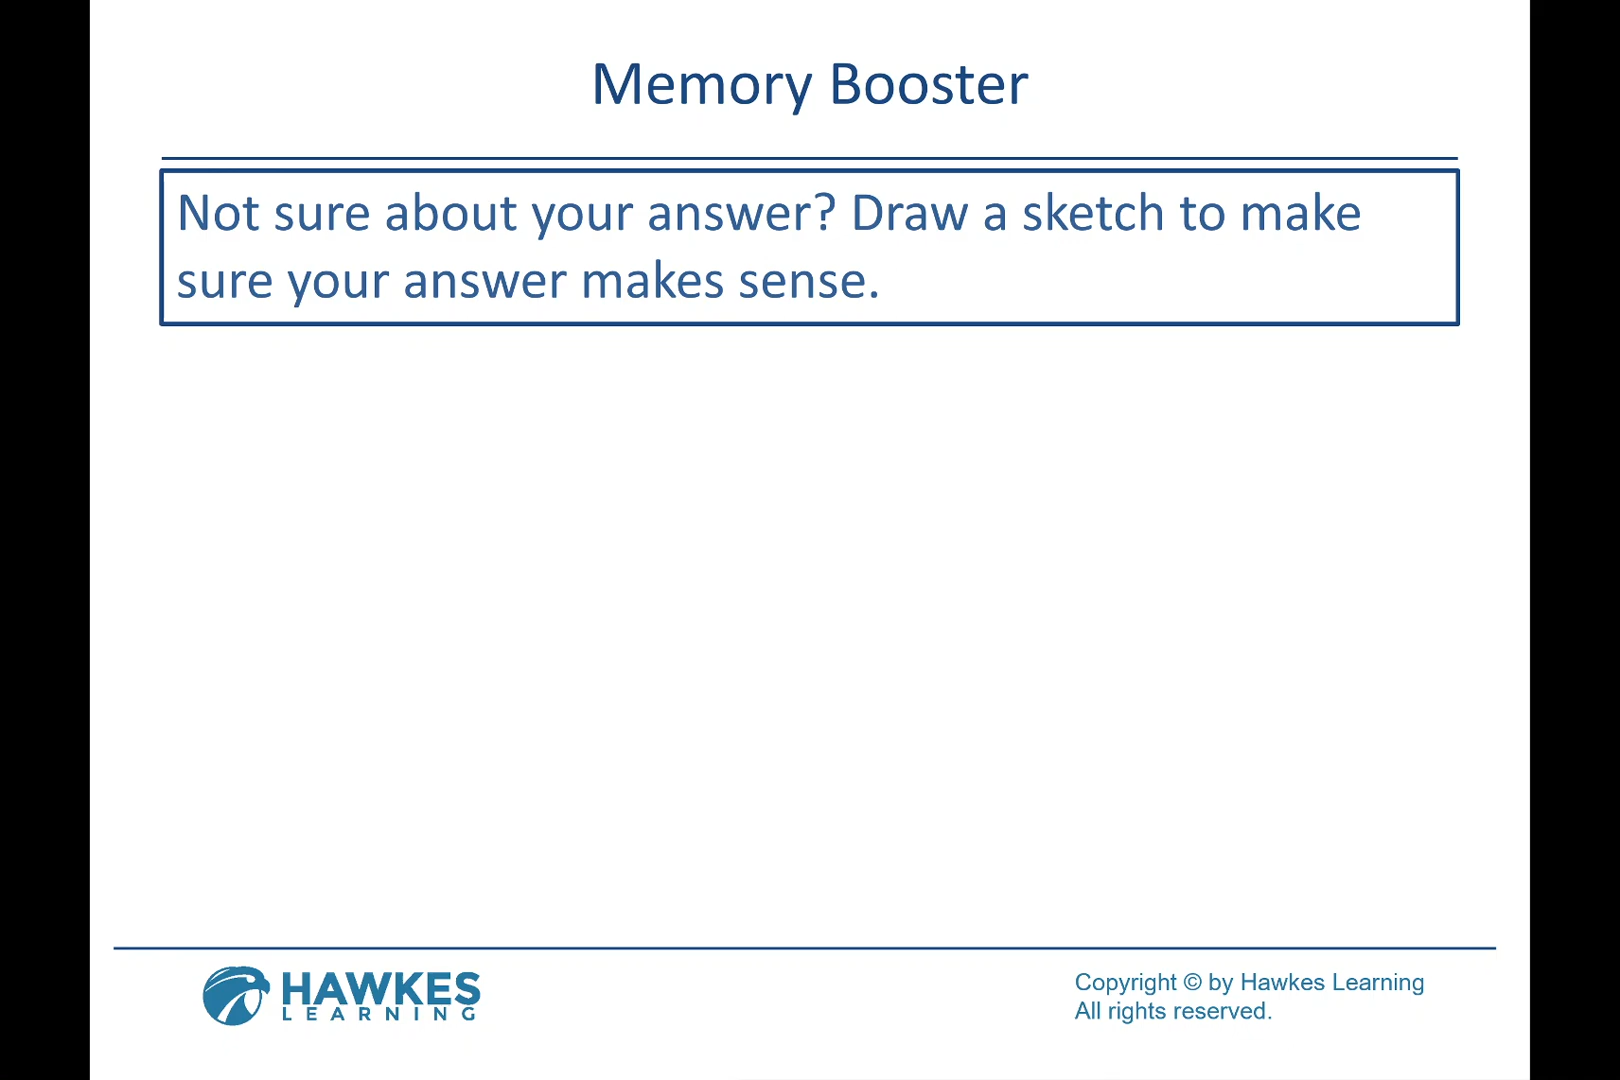 Memory Booster
Not sure about your answer? Draw a sketch to make
sure your answer makes sense.
HAWKES
LEARNING
Copyright © by Hawkes Learning
All rights reserved.